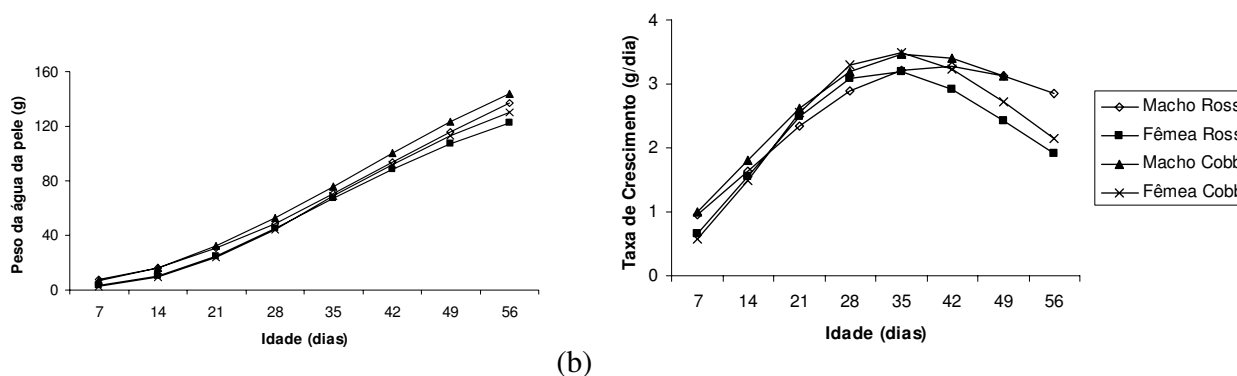 Peso da água da pele (g)
160
120
80
40
0
7 14 21 28 35 42 49 56
Idade (dias)
(b)
Taxa de Crescimento (g/dia)
4
3
2
1
0
7 14 21 28 35 42 49 56
Idade (dias)
Macho Ross
Fêmea Ross
Macho Cobb
Fêmea Cobb